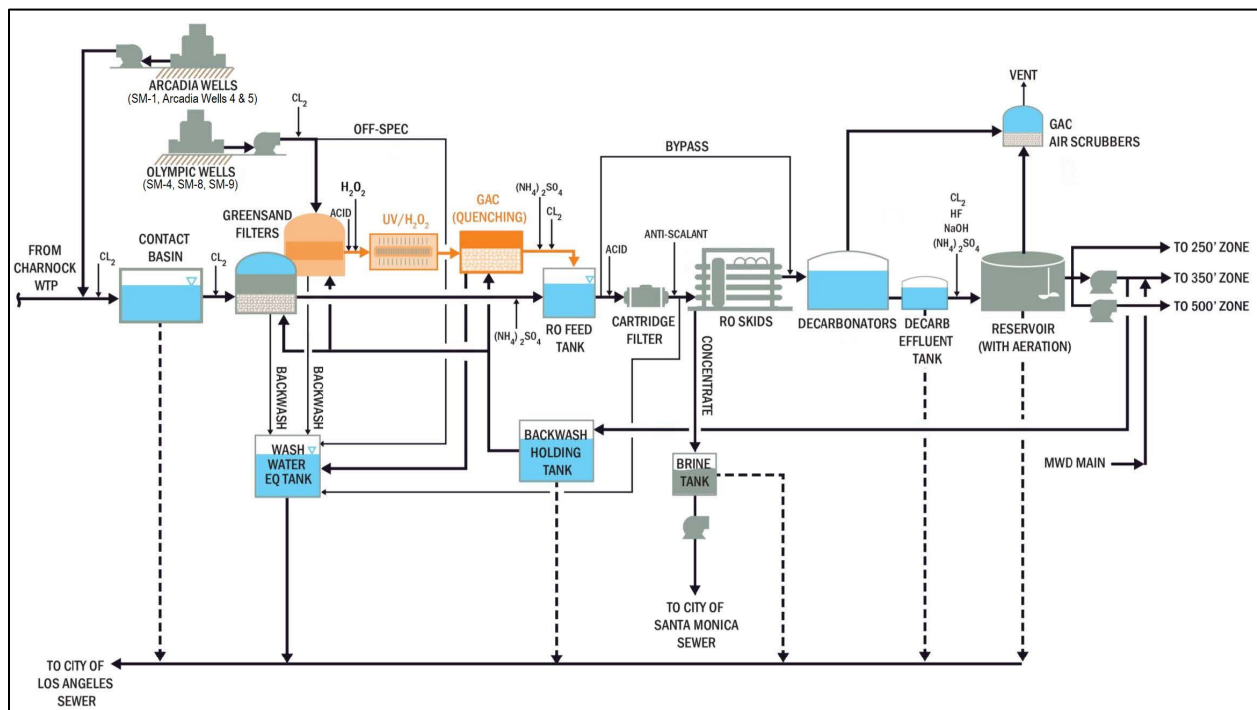 ARCADIA WELLS
(SM-1, Arcadia Wells 4 & 5)
OLYMPIC WELLS
(SM-4, SM-8, SM-9)
CL2
OFF-SPEC
BYPASS
VENT
GAC
AIR SCRUBBERS
FROM
CHARNOCK
WTP
CL2
CONTACT
BASIN
CL2
GREENSAND
FILTERS
ACID
H2O2
UV/H2O2
GAC
(QUENCHING)
(NH4)2SO4
CL2
(NH4)2SO4
RO FEED
TANK
ACID
CARTRIDGE
FILTER
ANTI-SCALANT
RO SKIDS
DECARBONATORS
DECARB
EFFLUENT
TANK
CL2
HF
NaOH
(NH4)2SO4
RESERVOIR
(WITH AERATION)
TO 250' ZONE
TO 350' ZONE
TO 500' ZONE
MWD MAIN
BACKWASH
BACKWASH
WASH
WATER
EQ TANK
BACKWASH
HOLDING
TANK
CONCENTRATE
BRINE
TANK
TO CITY OF
SANTA MONICA
SEWER
TO CITY OF
LOS ANGELES
SEWER